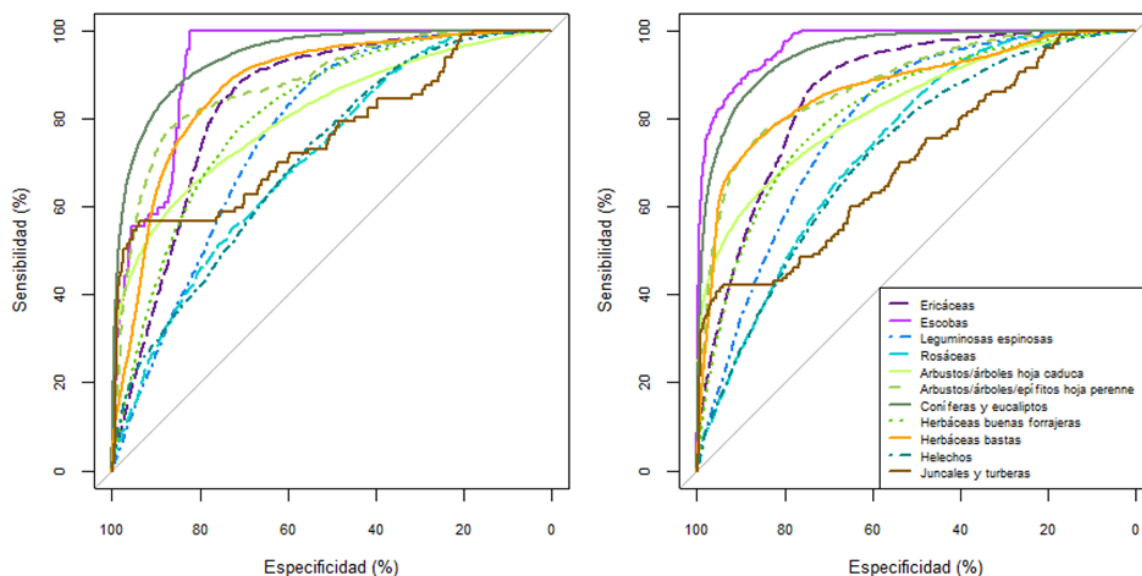 Sensibilidad (%)
100
80
60
40
20
0
100 80 60 40 20 0
Especificidad (%)
Sensibilidad (%)
100
80
60
40
20
0
100 80 60 40 20 0
Especificidad (%)
Ericáceas
Escobas
Leguminosas espinosas
Rosáceas
Arbustos/árboles hoja caduca
Arbustos/árboles/epífitos hoja perenne
Coníferas y eucaliptos
Herbáceas buenas forrajeras
Herbáceas bastas
Helechos
Juncales y turberas